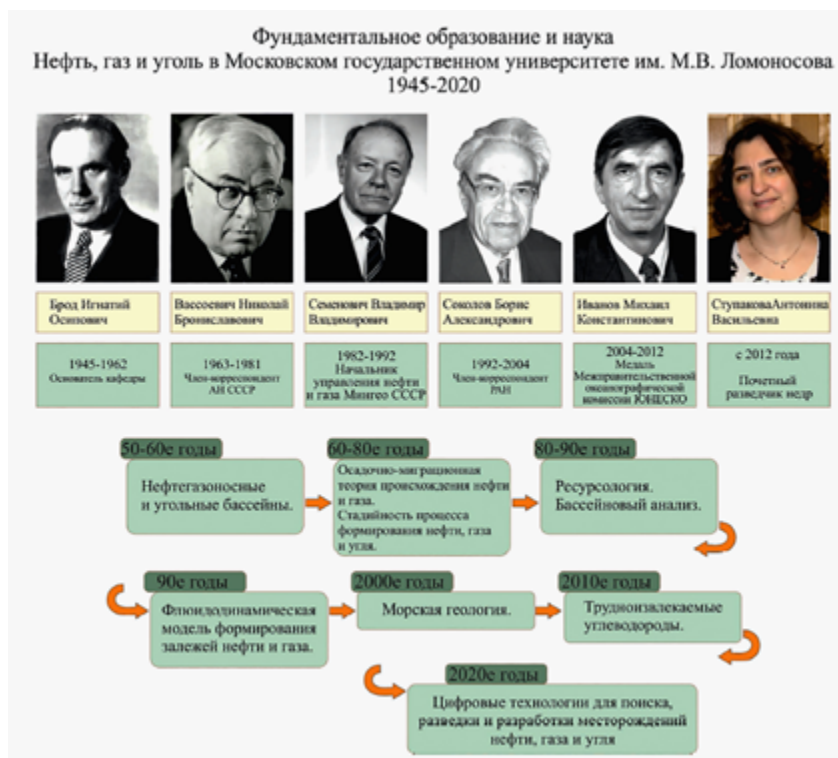 Фундаментальное образование и наука
Нефть, газ и уголь в Московском государственном университете им. М.В. Ломоносова
1945-2020
Брод Игнатий
Осипович
Вассоевич Николай
Брониславович
Семенович Владимир
Владимирович
Соколов Борис
Александрович
Иванов Михаил
Константинович
СтупаковаАнтонина
Васильевна
1945-1962
Основатель кафедры
1963-1981
Член-корреспондент
АН СССР
1982-1992
Начальник
управления нефти
и газа Мингео СССР
1992-2004
Член-корреспондент
РАН
2004-2012
Медаль
Межправительственной
океанографической
комиссии ЮНЕСКО
с 2012 года
Почетный
разведчик недр
50-60е годы
Нефтегазоносные
и угольные бассейны.
60-80е годы
Осадочно-миграционная
теория происхождения нефти
и газа.
Стадийность процесса
формирования нефти, газа
и угля.
80-90е годы
Ресурсология.
Бассейновый анализ.
90е годы
Флюидодинамическая
модель формирования
залежей нефти и газа.
2000е годы
Морская геология.
2010е годы
Трудноизвлекаемые
углеводороды.
2020е годы
Цифровые технологии для поиска,
разведки и разработки месторождений
нефти, газа и угля